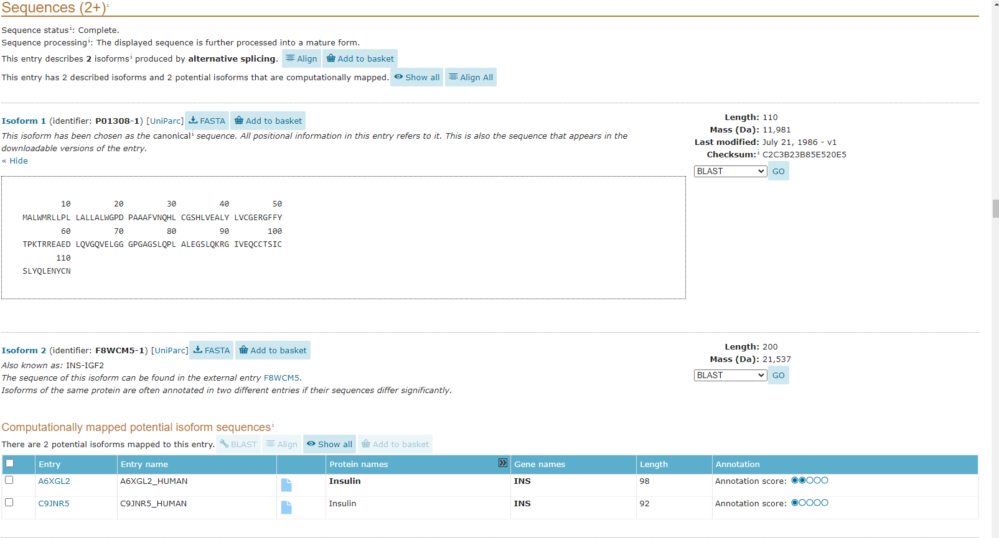 Sequences (2+)i
Sequence statusi: Complete.
Sequence processingi: The displayed sequence is further processed into a mature form.
This entry describes 2 isoformsi produced by alternative splicing. Align Add to basket
This entry has 2 described isoforms and 2 potential isoforms that are computationally mapped. Show all Align All
Isoform 1 (identifier: P01308-1) [UniParc] FASTA Add to basket
This isoform has been chosen as the canonicali sequence. All positional information in this entry refers to it. This is also the sequence that appears in the
downloadable versions of the entry.
« Hide
Length: 110
Mass (Da): 11,981
Last modified: July 21, 1986 - v1
Checksum:i C2C3B23B85E520E5
BLAST GO
10 20 30 40 50
MALWMRLLPL LALLALWGPD PAAAFVNQHL CGSHLVEALY LVCGERGFFY
60 70 80 90 100
TPKTRREAED LQVGQVELGG GPGAGSLQPL ALEGSLQKRG IVEQCCTSIC
110
SLYQLENYCN
Isoform 2 (identifier: F8WCM5-1) [UniParc] FASTA Add to basket
Also known as: INS-IGF2
The sequence of this isoform can be found in the external entry F8WCM5.
Isoforms of the same protein are often annotated in two different entries if their sequences differ significantly.
Length: 200
Mass (Da): 21,537
BLAST GO
Computationally mapped potential isoform sequencesi
There are 2 potential isoforms mapped to this entry. BLAST Align Show all Add to basket
Entry Entry name Protein names Gene names Length Annotation
A6XGL2 A6XGL2_HUMAN Insulin INS 98 Annotation score:
C9JNR5 C9JNR5_HUMAN Insulin INS 92 Annotation score: